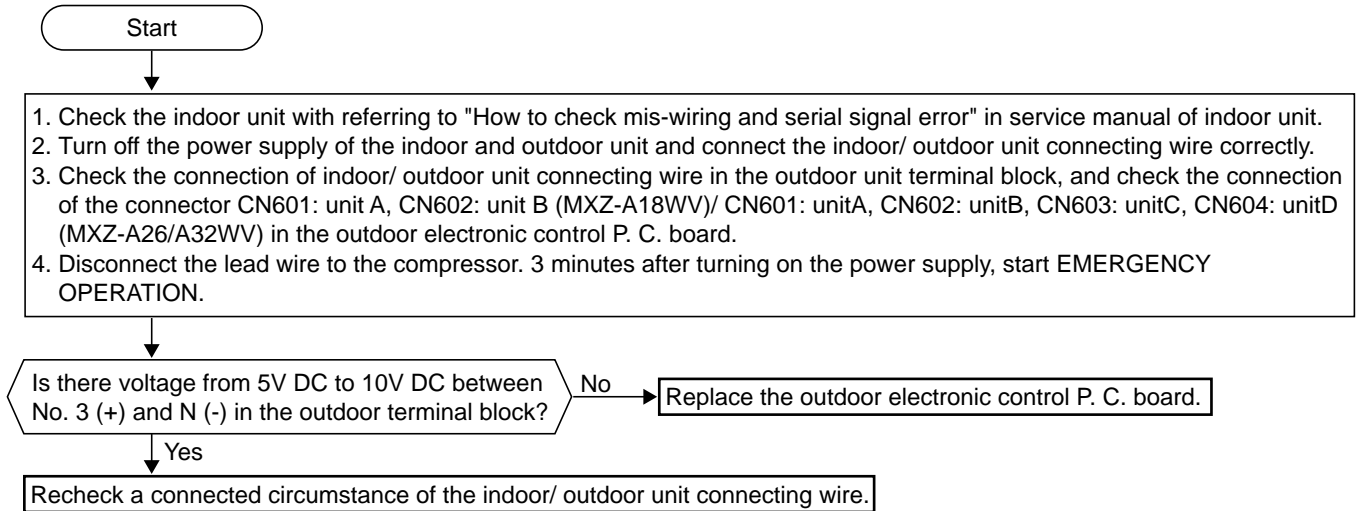 Start
1. Check the indoor unit with referring to "How to check mis-wiring and serial signal error" in service manual of indoor unit.
2. Turn off the power supply of the indoor and outdoor unit and connect the indoor/ outdoor unit connecting wire correctly.
3. Check the connection of indoor/ outdoor unit connecting wire in the outdoor unit terminal block, and check the connection
of the connector CN601: unit A, CN602: unit B (MXZ-A18WV)/ CN601: unitA, CN602: unitB, CN603: unitC, CN604: unitD
(MXZ-A26/A32WV) in the outdoor electronic control P. C. board.
4. Disconnect the lead wire to the compressor. 3 minutes after turning on the power supply, start EMERGENCY
OPERATION.
Is there voltage from 5V DC to 10V DC between
No. 3 (+) and N (-) in the outdoor terminal block?
No
Replace the outdoor electronic control P. C. board.
Yes
Recheck a connected circumstance of the indoor/ outdoor unit connecting wire.